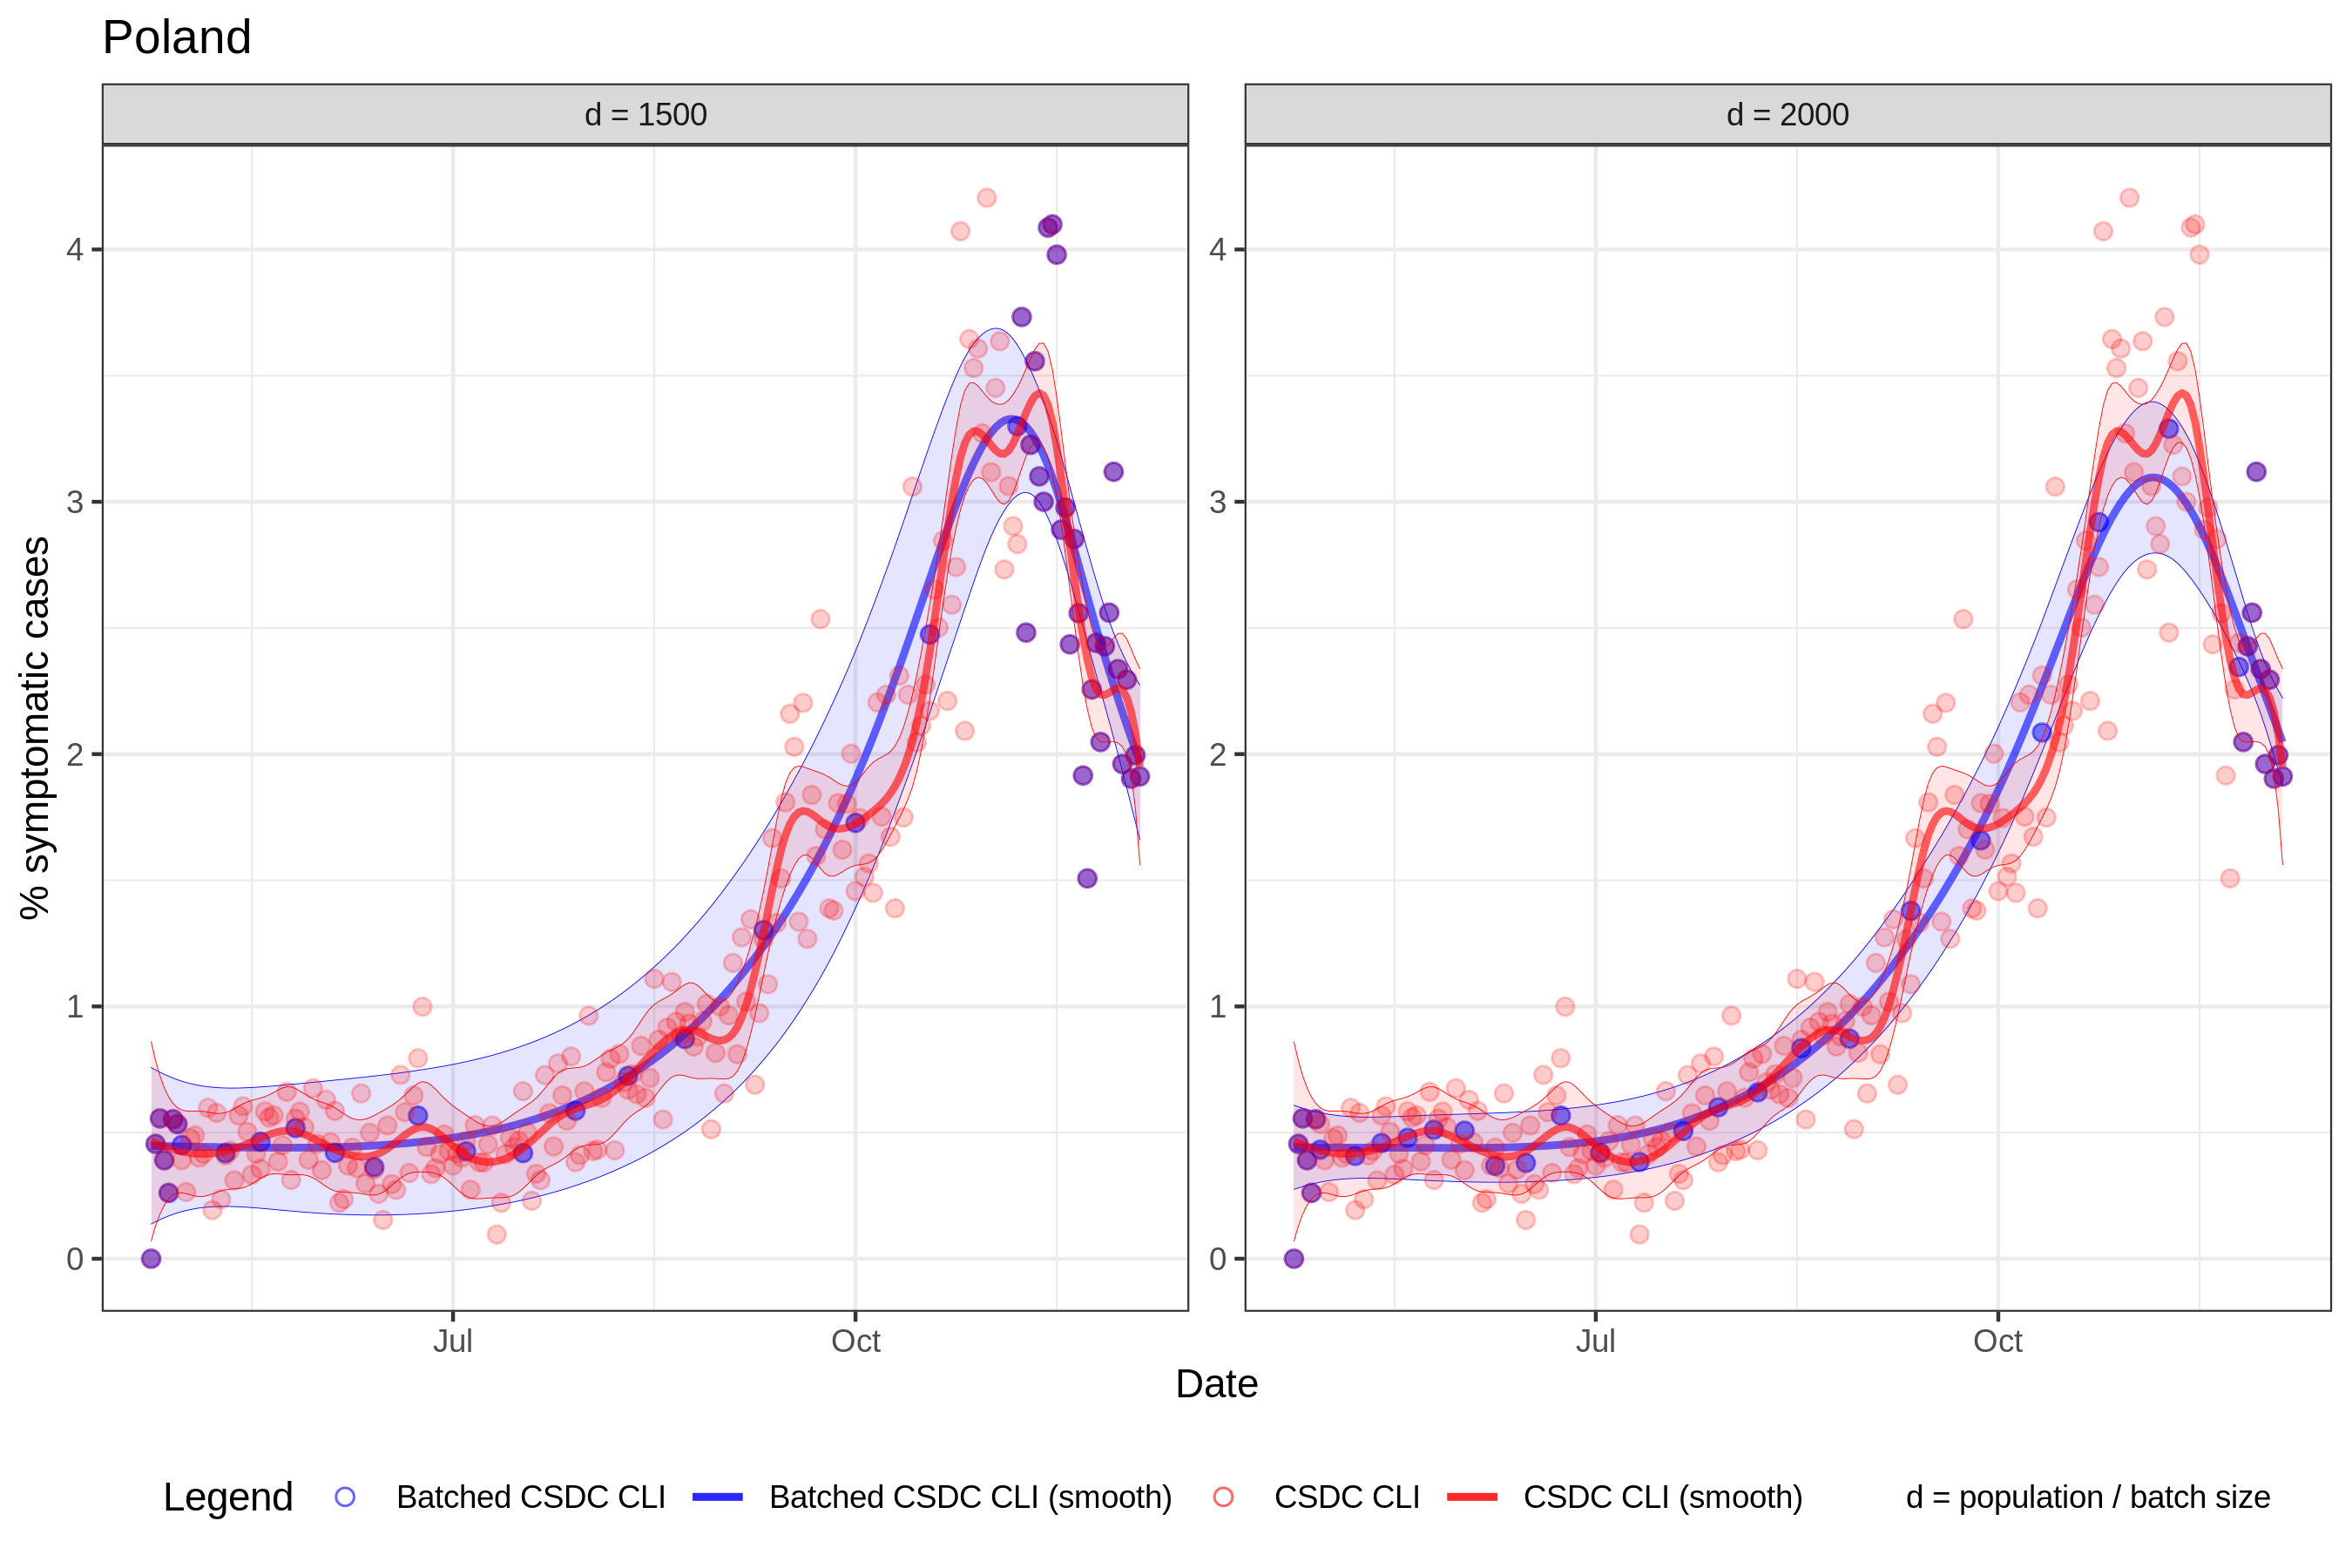 Poland
d = 1500
d = 2000
% symptomatic cases
4
3
2
1
0
4
3
2
1
0
Jul
Oct
Jul
Oct
Date
Legend
Batched CSDC CLI
Batched CSDC CLI (smooth)
CSDC CLI
CSDC CLI (smooth)
d = population / batch size